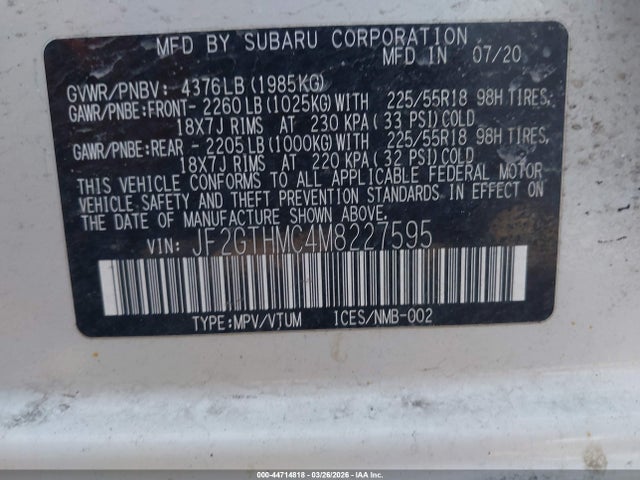 MFD BY SUBARU CORPORATION
MFD IN 07/20
GVWR/PNBV: 4376LB(1985KG)
GAWR/PNBE:FRONT- 2260LB(1025KG)WITH 225/55R18 98H TIRES,
18X7J RIMS AT 230 KPA(33 PSI)COLD
GAWR/PNBE:REAR - 2205LB(1000KG)WITH 225/55R18 98H TIRES,
18X7J RIMS AT 220 KPA(32 PSI)COLD
THIS VEHICLE CONFORMS TO ALL APPLICABLE FEDERAL MOTOR
VEHICLE SAFETY AND THEFT PREVENTION STANDARDS IN EFFECT ON
THE DATE OF MANUFACTURE SHOWN ABOVE.
VIN: JF2GTHMC4M8227595
TYPE:MPV/VTUM ICES/NMB-002
000-44714818 | 03/26/2026 | IAA Inc.